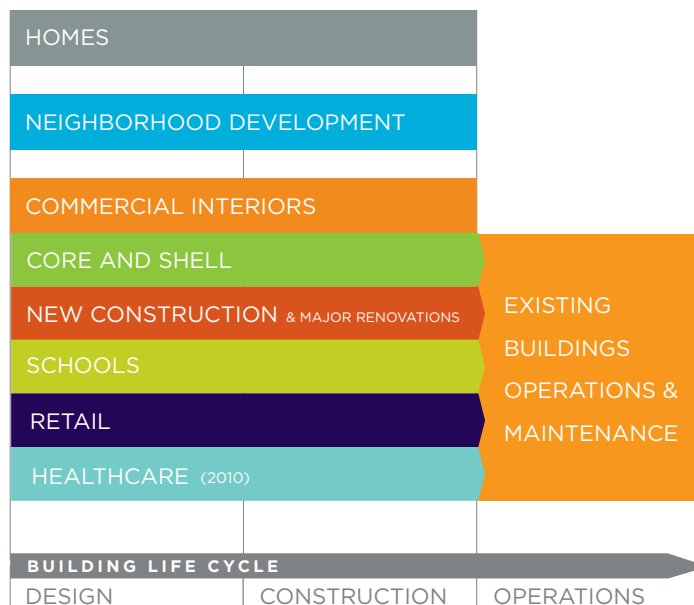 HOMES
NEIGHBORHOOD DEVELOPMENT
COMMERCIAL INTERIORS
CORE AND SHELL
NEW CONSTRUCTION & MAJOR RENOVATIONS
SCHOOLS
RETAIL
HEALTHCARE (2010)
EXISTING
BUILDINGS
OPERATIONS &
MAINTENANCE
BUILDING LIFE CYCLE
DESIGN
CONSTRUCTION
OPERATIONS